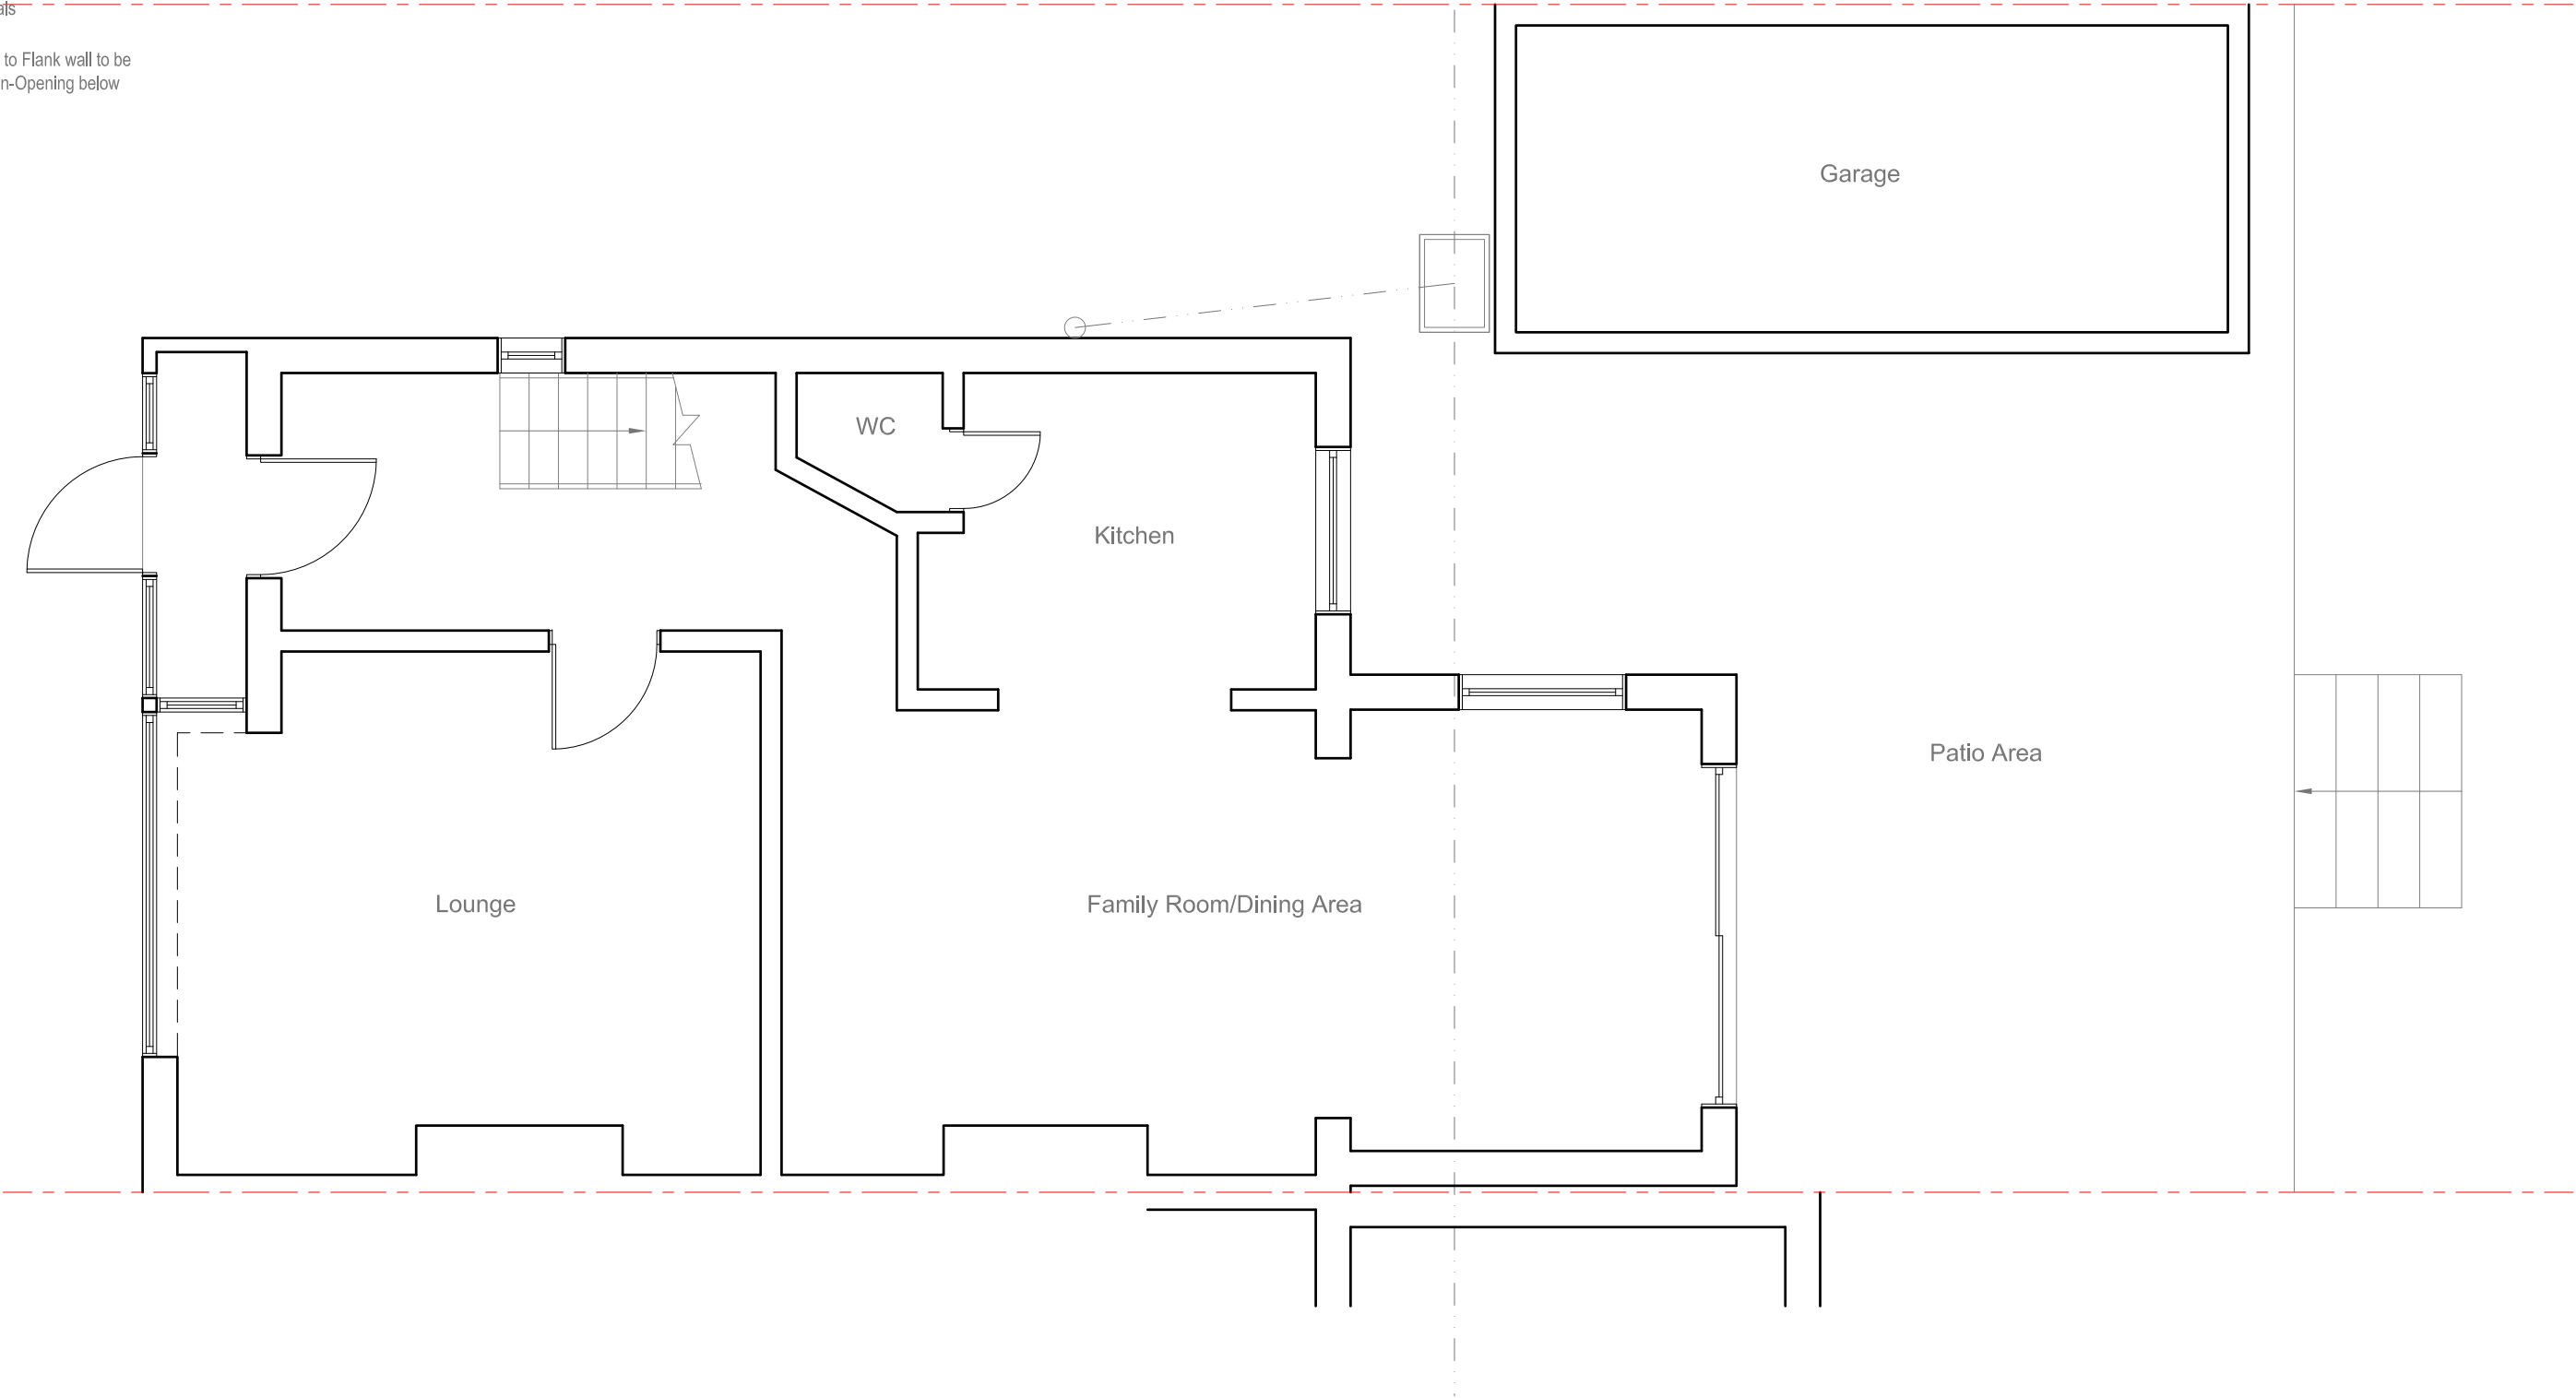 to Flank wall to be
n-Opening below
Garage
WC
Kitchen
Patio Area
Lounge
Family Room/Dining Area